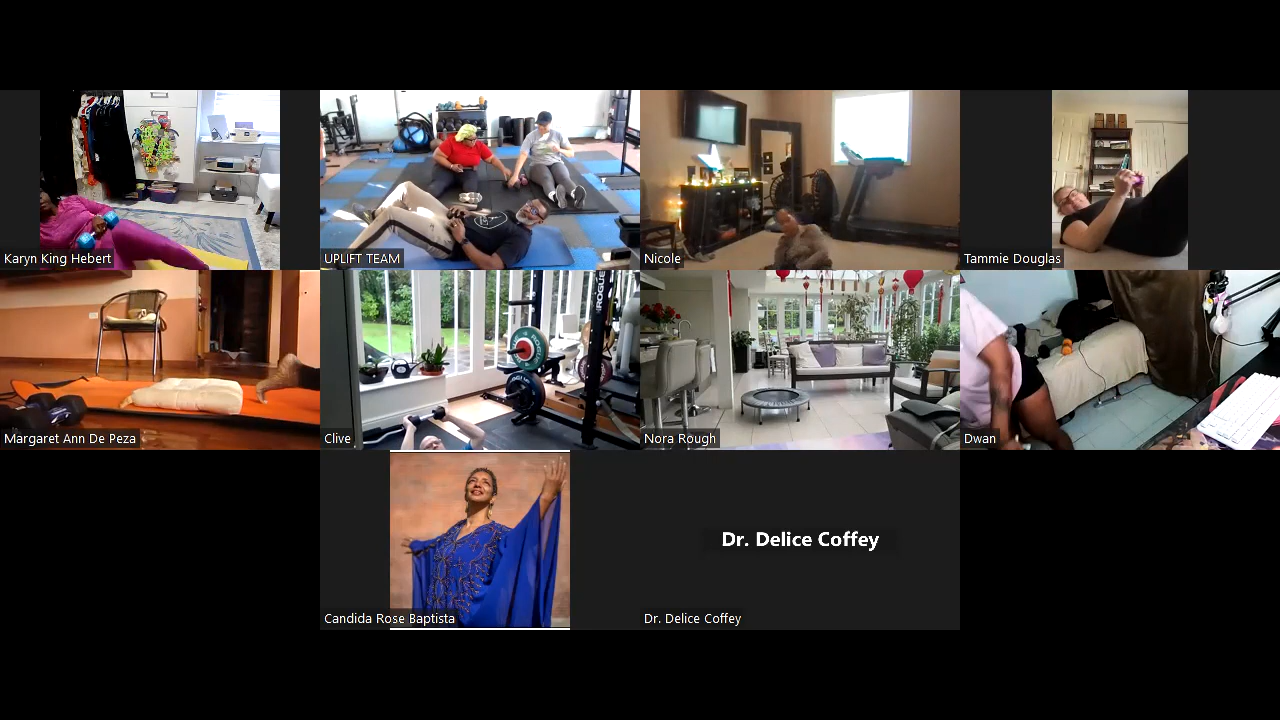 Karyn King Hebert
UPLIFT TEAM
Nicole
Tammie Douglas
ROGUE
Margaret Ann De Peza
Clive
Nora Rough
Dwan
Dr. Delice Coffey
Candida Rose Baptista
Dr. Delice Coffey